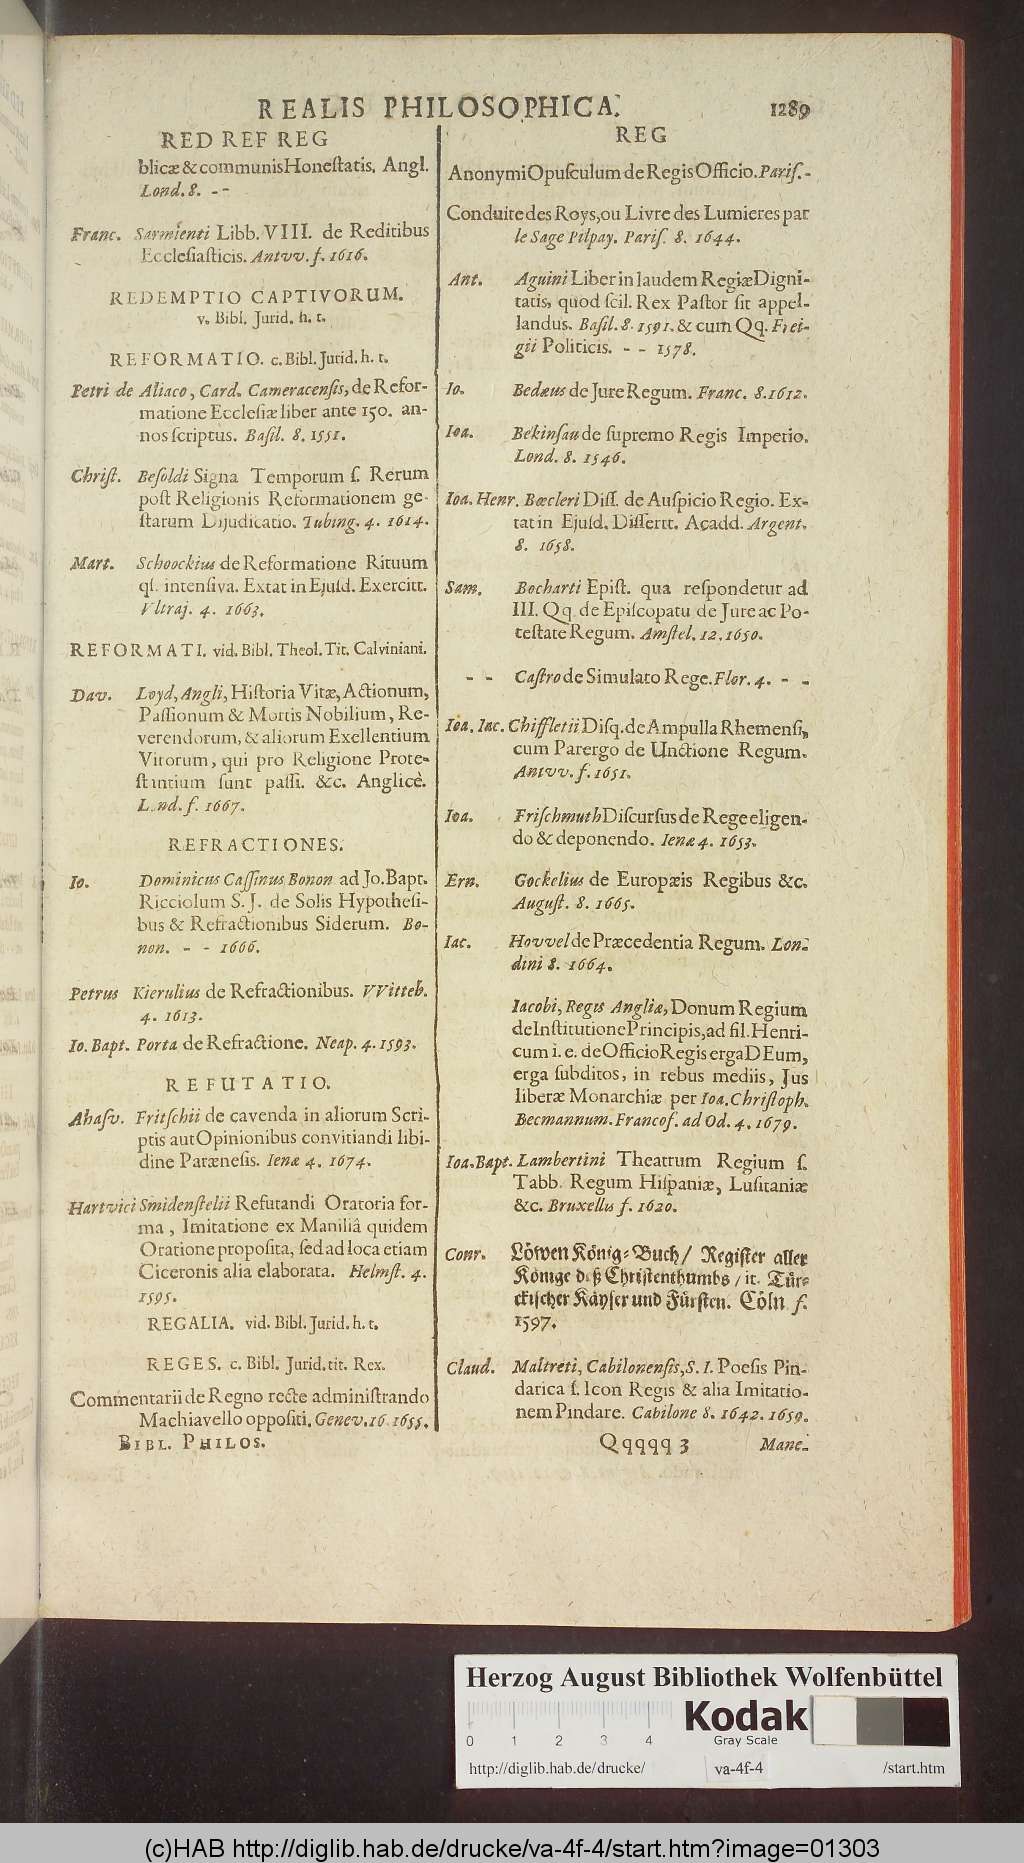 REALIS PHILOSOPHICA. 1289
RED REF REG
blicæ & communis Honeſtatis. Angl.
Lond. 8. - -
Franc. Sarmienti Libb. VIII. de Reditibus
Eccleſiaſticis. Antvv. f. 1616.
REDEMPTIO CAPTIVORUM.
v. Bibl. Jurid. h. t.
REFORMATIO. c. Bibl. Jurid. h. t.
Petri de Aliaco, Card. Cameracenſis, de Refor-
matione Eccleſiæ liber ante 150. an-
nos ſcriptus. Baſil. 8. 1551.
Chriſt. Beſoldi Signa Temporum ſ. Rerum
poſt Religionis Reformationem ge-
ſtarum Dijudicatio. Tubing. 4. 1614.
Mart. Schoockius de Reformatione Rituum
qſ. intenſiva. Extat in Ejuſd. Exercitt.
Vltraj. 4. 1663.
REFORMATI. vid. Bibl. Theol. Tit. Calviniani.
Dav. Loyd, Angli, Hiſtoria Vitæ, Actionum,
Paſſionum & Mortis Nobilium, Re-
verendorum, & aliorum Exellentium
Virorum, qui pro Religione Prote-
ſtantium ſunt paſſi. &c. Anglicè.
L nd. f. 1667.
REFRACTIONES.
Io. Dominicus Caſſinus Bonon ad Jo. Bapt.
Ricciolum S. J. de Solis Hypotheſi-
bus & Refractionibus Siderum. Bo-
non. - - 1666.
Petrus Kierulius de Refractionibus. VVitteb.
4. 1613.
Io. Bapt. Porta de Refractione. Neap. 4. 1593.
REFUTATIO.
Ahaſv. Fritſchii de cavenda in aliorum Scri-
ptis aut Opinionibus convitiandi libi-
dine Paræneſis. Ienæ 4. 1674.
Hartvici Smidenſtelii Refutandi Oratoria for-
ma, Imitatione ex Maniliâ quidem
Oratione propoſita, ſed ad loca etiam
Ciceronis alia elaborata. Helmſt. 4.
1595.
REGALIA. vid. Bibl. Jurid. h. t.
REGES. c. Bibl. Jurid. tit. Rex.
Commentarii de Regno recte adminiſtrando
Machiavello oppoſiti. Genev. 16. 1655.
BIBL. PHILOS.
REG
Anonymi Opuſculum de Regis Officio. Pariſ. -
Conduite des Roys, ou Livre des Lumieres par
le Sage Pilpay. Pariſ. 8. 1644.
Ant. Aguini Liber in laudem Regiæ Digni-
tatis, quod ſcil. Rex Paſtor ſit appel-
landus. Baſil. 8. 1591. & cum Qq. Frei-
gii Politicis. - - 1578.
Io. Bedæus de Jure Regum. Franc. 8. 1612.
Ioa. Bekinſau de ſupremo Regis Imperio.
Lond. 8. 1546.
Ioa. Henr. Bœcleri Diſſ. de Auſpicio Regio. Ex-
tat in Ejuſd. Diſſertt. Acadd. Argent.
8. 1658.
Sam. Bocharti Epiſt. qua reſpondetur ad
III. Qq. de Epiſcopatu de Jure ac Po-
teſtate Regum. Amſtel. 12. 1650.
- - Caſtro de Simulato Rege. Flor. 4. - -
Ioa. Iac. Chiffletii Diſq. de Ampulla Rhemenſi,
cum Parergo de Unctione Regum.
Antvv. f. 1651.
Ioa. Friſchmuth Diſcurſus de Rege eligen-
do & deponendo. Ienæ 4. 1653.
Ern. Gockelius de Europæis Regibus &c.
Auguſt. 8. 1665.
Iac. Hovvel de Præcedentia Regum. Lon-
dini 8. 1664.
Iacobi, Regis Angliæ, Donum Regium
de Inſtitutione Principis, ad fil. Henri-
cum i. e. de Officio Regis erga DEum,
erga ſubditos, in rebus mediis, Jus
liberæ Monarchiæ per Ioa. Chriſtoph.
Becmannum. Francof. ad Od. 4. 1679.
Ioa. Bapt. Lambertini Theatrum Regium ſ.
Tabb. Regum Hiſpaniæ, Luſitaniæ
&c. Bruxellis f. 1620.
Conr. Löwen König-Buch/ Regiſter aller
Könige deß Chriſtenthumbs / it. Tür-
ckiſcher Käyſer und Fürſten. Cöln f.
1597.
Claud. Maltreti, Cabilonenſis, S. I. Poeſis Pin-
darica ſ. Icon Regis & alia Imitatio-
nem Pindare. Cabilone 8. 1642. 1659.
Qqqqq 3 Mane-
Herzog August Bibliothek Wolfenbüttel
Kodak
Gray Scale
0 1 2 3 4
http://diglib.hab.de/drucke/ va-4f-4 /start.htm
(c)HAB http://diglib.hab.de/drucke/va-4f-4/start.htm?image=01303